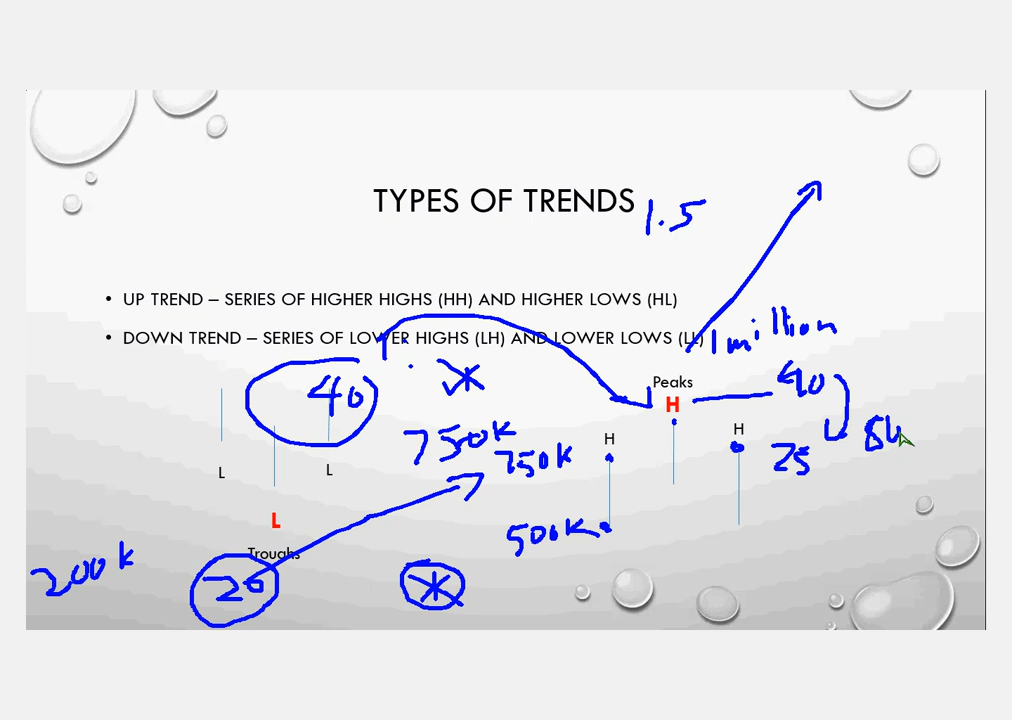 TYPES OF TRENDS
1.5
• UP TREND – SERIES OF HIGHER HIGHS (HH) AND HIGHER LOWS (HL)
• DOWN TREND – SERIES OF LOWER HIGHS (LH) AND LOWER LOWS (LL)
1 million
40
Peaks
40
H
H
H
750K
750K
25
L
L
L
500K
Troughs
200K
20